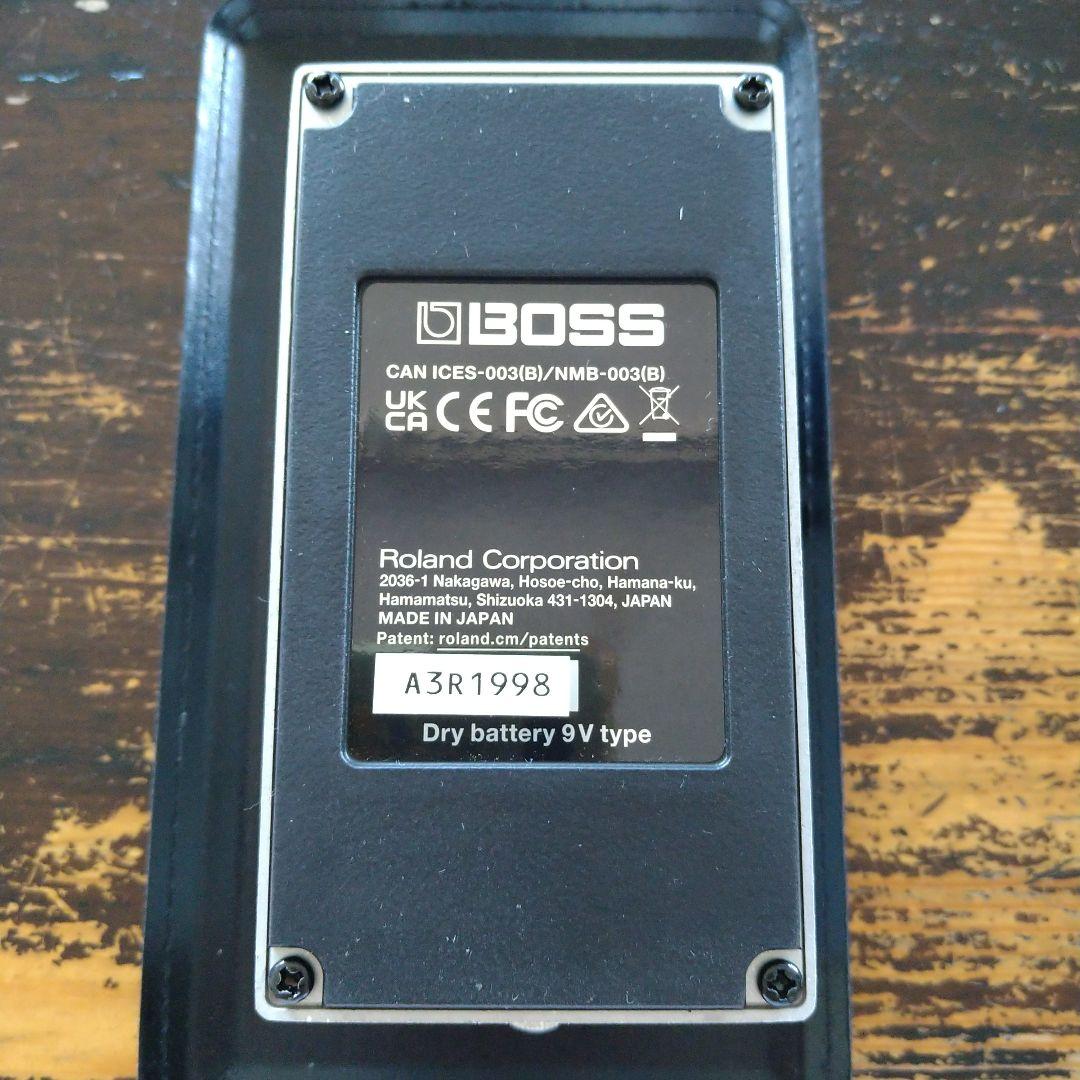 BOSS
CAN ICES-003(B)/NMB-003(B)
UK CA CE FC
Roland Corporation
2036-1 Nakagawa, Hosoe-cho, Hamana-ku,
Hamamatsu, Shizuoka 431-1304, JAPAN
MADE IN JAPAN
Patent: roland.cm/patents
A3R1998
Dry battery 9V type